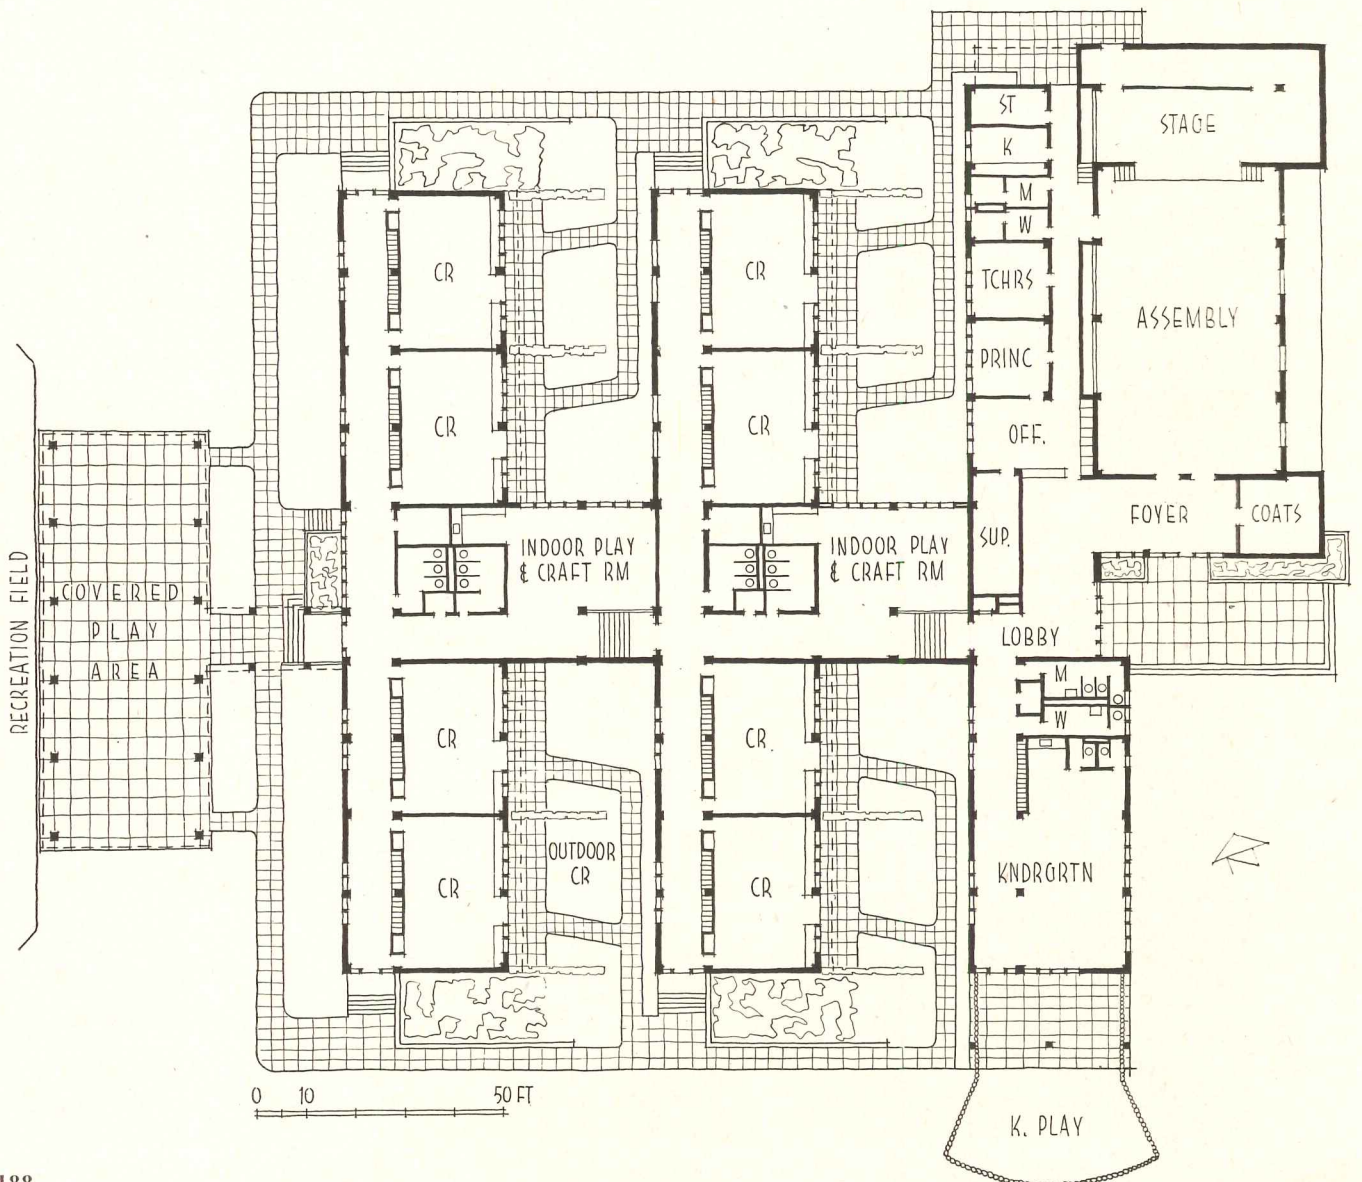 ST
STAGE
K
M
W
CR
CR
TCHRS
ASSEMBLY
PRINC
CR
CR
OFF.
FOYER
COATS
SUP.
INDOOR PLAY
& CRAFT RM
INDOOR PLAY
& CRAFT RM
RECREATION FIELD
COVERED
PLAY
AREA
LOBBY
M
W
CR
CR.
OUTDOOR
CR
CR
CR
KNDRGRTN
0 10 50 FT
K. PLAY